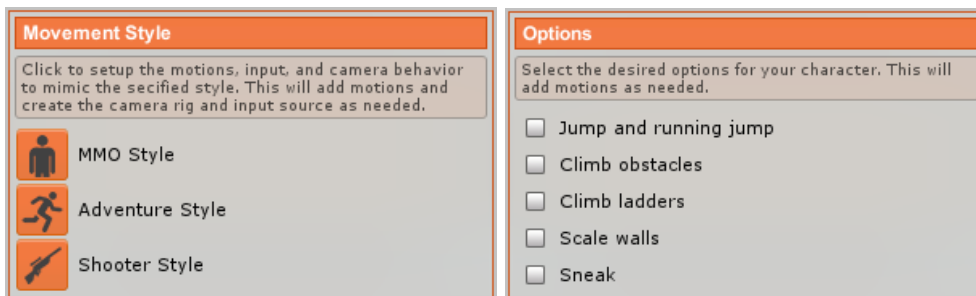 Movement Style
Click to setup the motions, input, and camera behavior
to mimic the secified style. This will add motions and
create the camera rig and input source as needed.
MMO Style
Adventure Style
Shooter Style
Options
Select the desired options for your character. This will
add motions as needed.
Jump and running jump
Climb obstacles
Climb ladders
Scale walls
Sneak